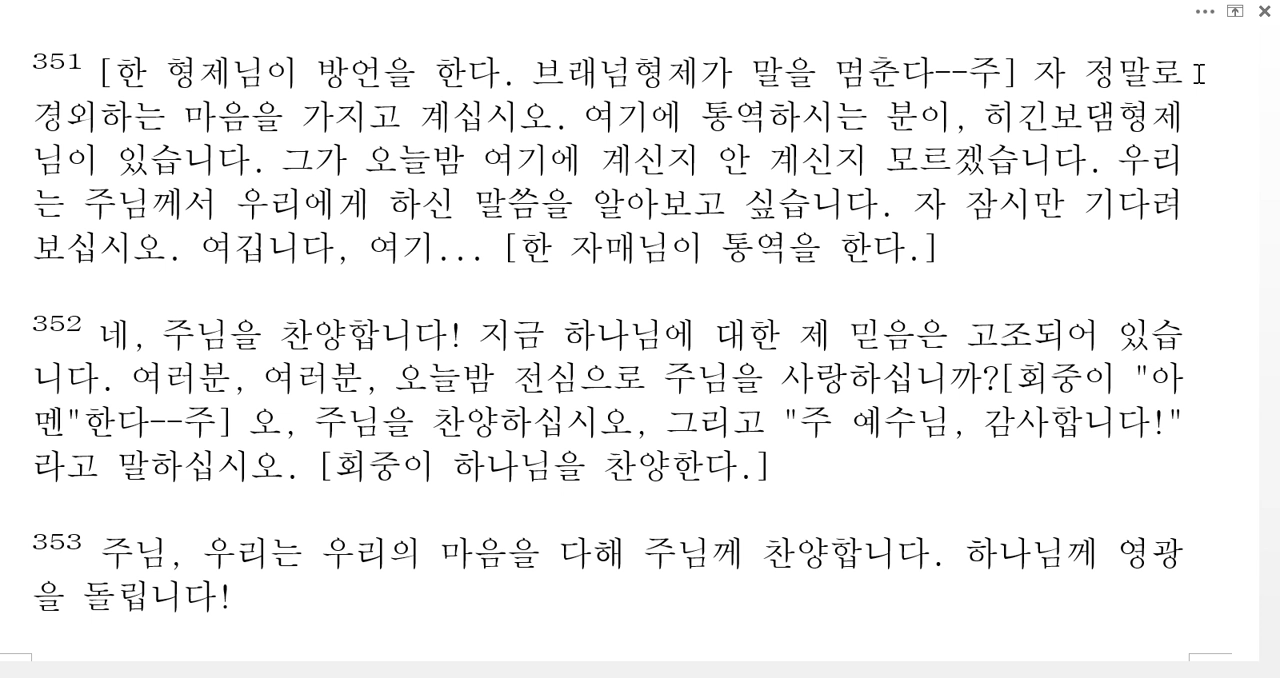 351 [한 형제님이 방언을 한다. 브래넘형제가 말을 멈춘다--주] 자 정말로
경외하는 마음을 가지고 계십시오. 여기에 통역하시는 분이, 히긴보댐형제
님이 있습니다. 그가 오늘밤 여기에 계신지 안 계신지 모르겠습니다. 우리
는 주님께서 우리에게 하신 말씀을 알아보고 싶습니다. 자 잠시만 기다려
보십시오. 여깁니다, 여기... [한 자매님이 통역을 한다.]
352 네, 주님을 찬양합니다! 지금 하나님에 대한 제 믿음은 고조되어 있습
니다. 여러분, 여러분, 오늘밤 전심으로 주님을 사랑하십니까?[회중이 "아
멘"한다--주] 오, 주님을 찬양하십시오, 그리고 "주 예수님, 감사합니다!"
라고 말하십시오. [회중이 하나님을 찬양한다.]
353 주님, 우리는 우리의 마음을 다해 주님께 찬양합니다. 하나님께 영광
을 돌립니다!